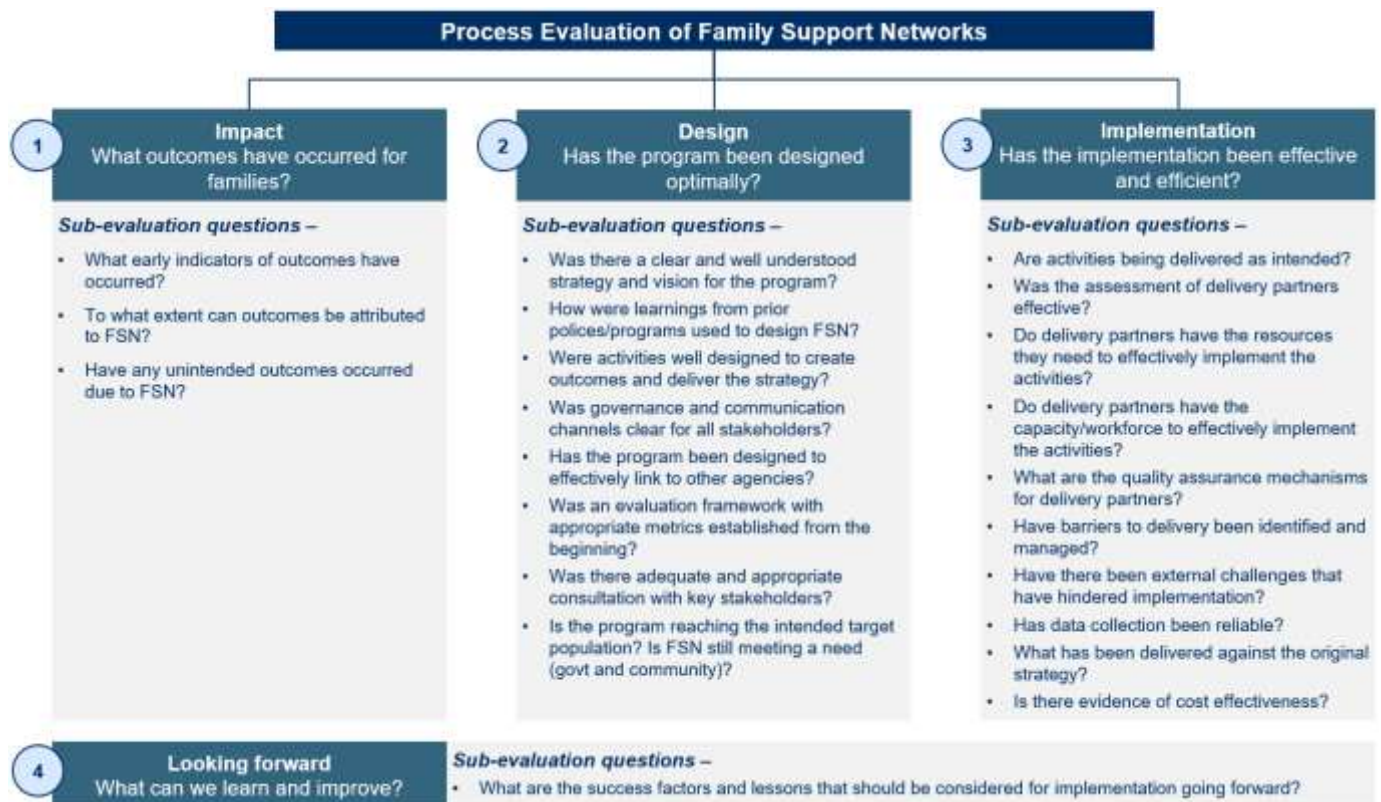 Process Evaluation of Family Support Networks
1
Impact
What outcomes have occurred for
families?
Sub-evaluation questions –
• What early indicators of outcomes have
occurred?
• To what extent can outcomes be attributed
to FSN?
• Have any unintended outcomes occurred
due to FSN?
2
Design
Has the program been designed
optimally?
Sub-evaluation questions –
• Was there a clear and well understood
strategy and vision for the program?
• How were learnings from prior
polices/programs used to design FSN?
• Were activities well designed to create
outcomes and deliver the strategy?
• Was governance and communication
channels clear for all stakeholders?
• Has the program been designed to
effectively link to other agencies?
• Was an evaluation framework with
appropriate metrics established from the
beginning?
• Was there adequate and appropriate
consultation with key stakeholders?
• Is the program reaching the intended target
population? Is FSN still meeting a need
(govt and community)?
3
Implementation
Has the implementation been effective
and efficient?
Sub-evaluation questions –
• Are activities being delivered as intended?
• Was the assessment of delivery partners
effective?
• Do delivery partners have the resources
they need to effectively implement the
activities?
• Do delivery partners have the
capacity/workforce to effectively implement
the activities?
• What are the quality assurance mechanisms
for delivery partners?
• Have barriers to delivery been identified and
managed?
• Have there been external challenges that
have hindered implementation?
• Has data collection been reliable?
• What has been delivered against the original
strategy?
• Is there evidence of cost effectiveness?
4
Looking forward
What can we learn and improve?
Sub-evaluation questions –
• What are the success factors and lessons that should be considered for implementation going forward?